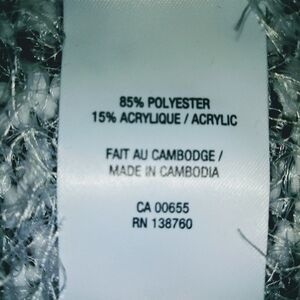 85% POLYESTER
15% ACRYLIQUE / ACRYLIC
FAIT AU CAMBODGE /
MADE IN CAMBODIA
CA 00655
RN 138760